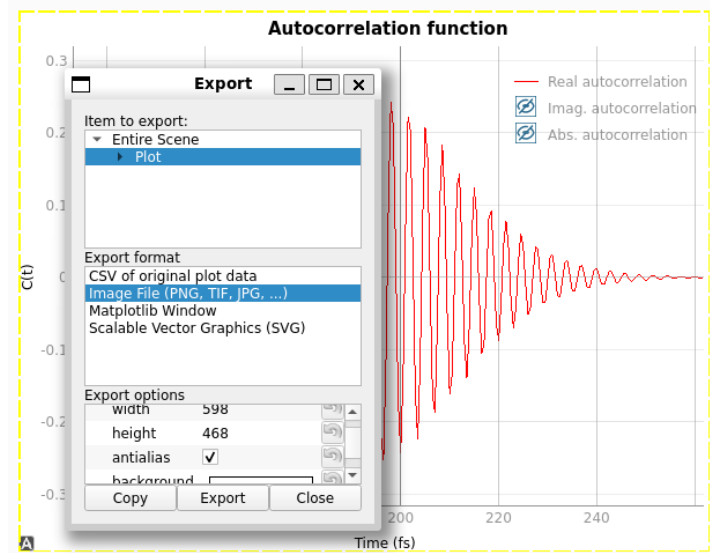 Autocorrelation function
Export
Item to export:
Entire Scene
Plot
Export format
CSV of original plot data
Image File (PNG, TIF, JPG, ...)
Matplotlib Window
Scalable Vector Graphics (SVG)
Export options
width 598
height 468
antialias
background
Copy Export Close
Real autocorrelation
Imag. autocorrelation
Abs. autocorrelation
0.3
0.2
0.1
0
-0.1
-0.2
-0.3
C(t)
200 220 240
Time (fs)
A